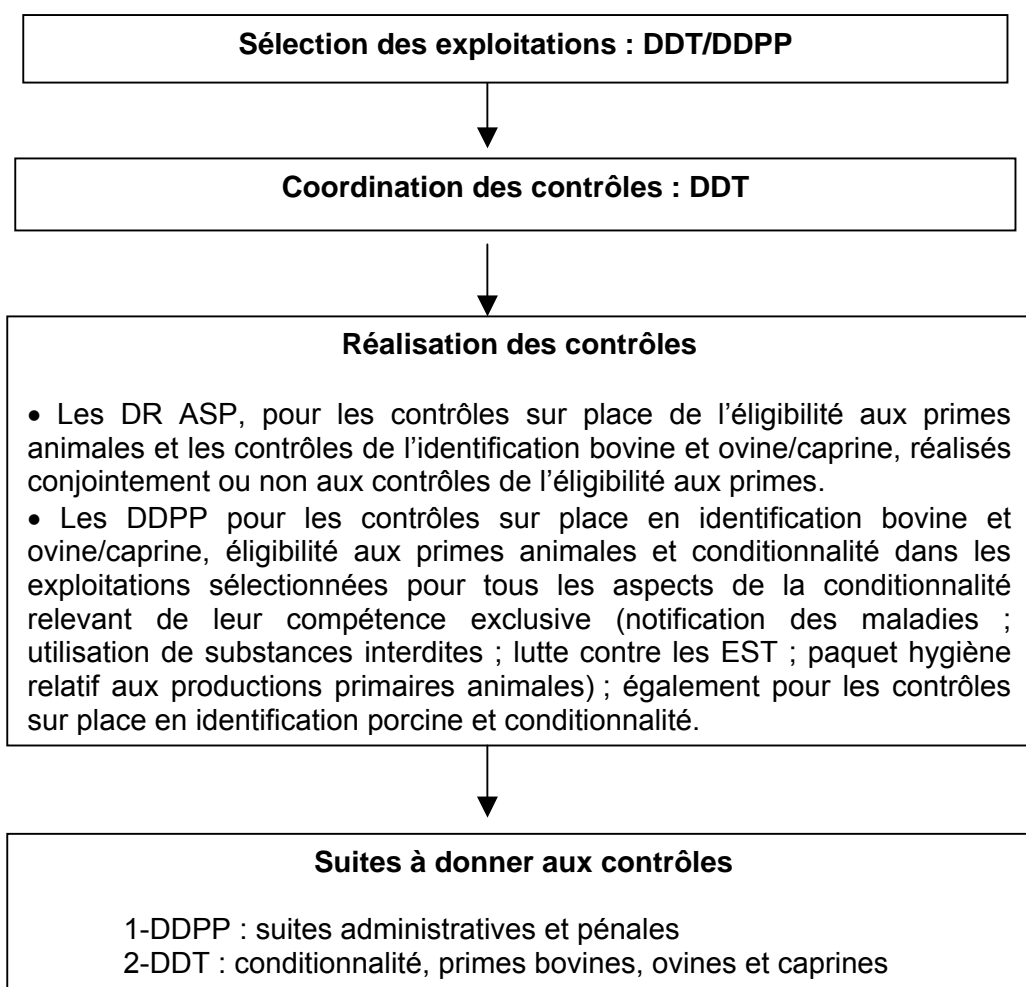 Sélection des exploitations : DDT/DDPP
Coordination des contrôles : DDT
Réalisation des contrôles
• Les DR ASP, pour les contrôles sur place de l’éligibilité aux primes
animales et les contrôles de l’identification bovine et ovine/caprine, réalisés
conjointement ou non aux contrôles de l’éligibilité aux primes.
• Les DDPP pour les contrôles sur place en identification bovine et
ovine/caprine, éligibilité aux primes animales et conditionnalité dans les
exploitations sélectionnées pour tous les aspects de la conditionnalité
relevant de leur compétence exclusive (notification des maladies ;
utilisation de substances interdites ; lutte contre les EST ; paquet hygiène
relatif aux productions primaires animales) ; également pour les contrôles
sur place en identification porcine et conditionnalité.
Suites à donner aux contrôles
1-DDPP : suites administratives et pénales
2-DDT : conditionnalité, primes bovines, ovines et caprines